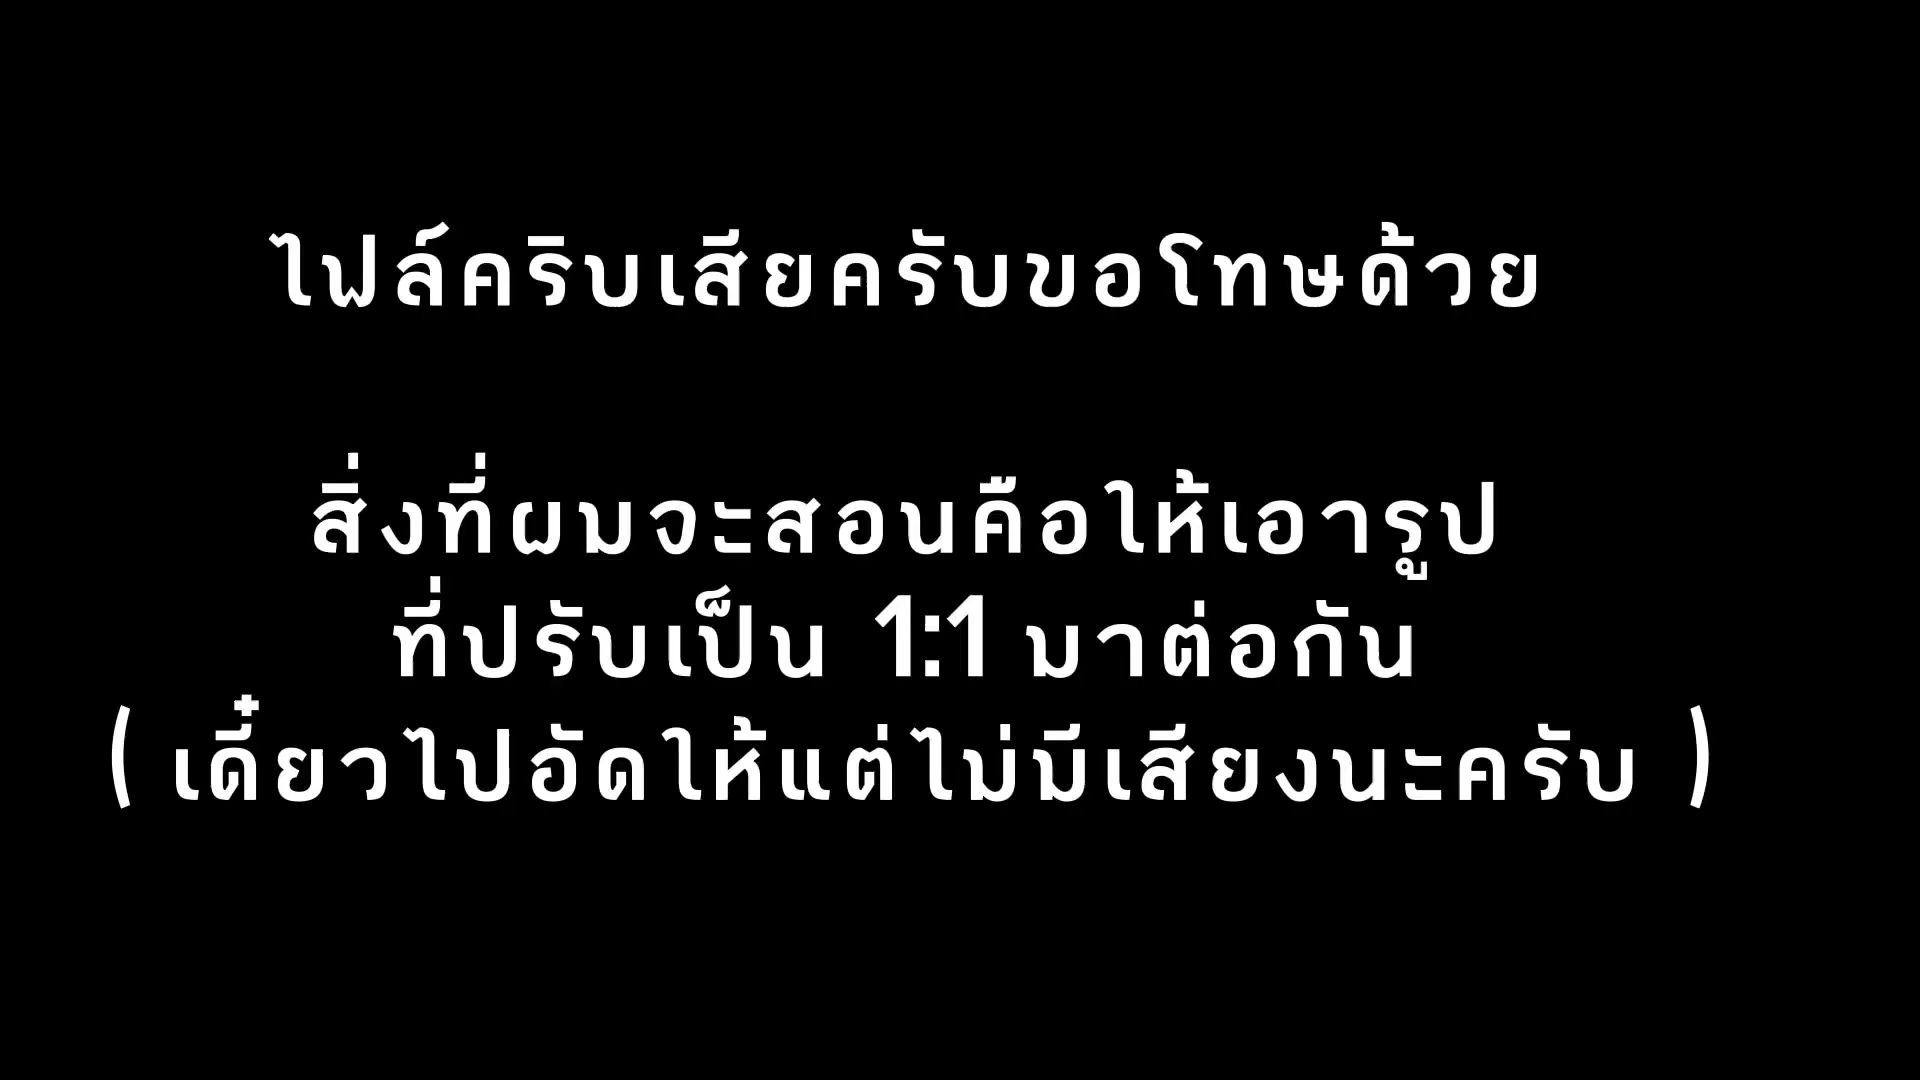 ไฟล์คริบเสียครับขอโทษด้วย
สิ่งที่ผมจะสอนคือไห้เอารูป
ที่ปรับเป็น 1:1 มาต่อกัน
( เดี๋ยวไปอัดไห้แต่ไม่มีเสียงนะครับ )